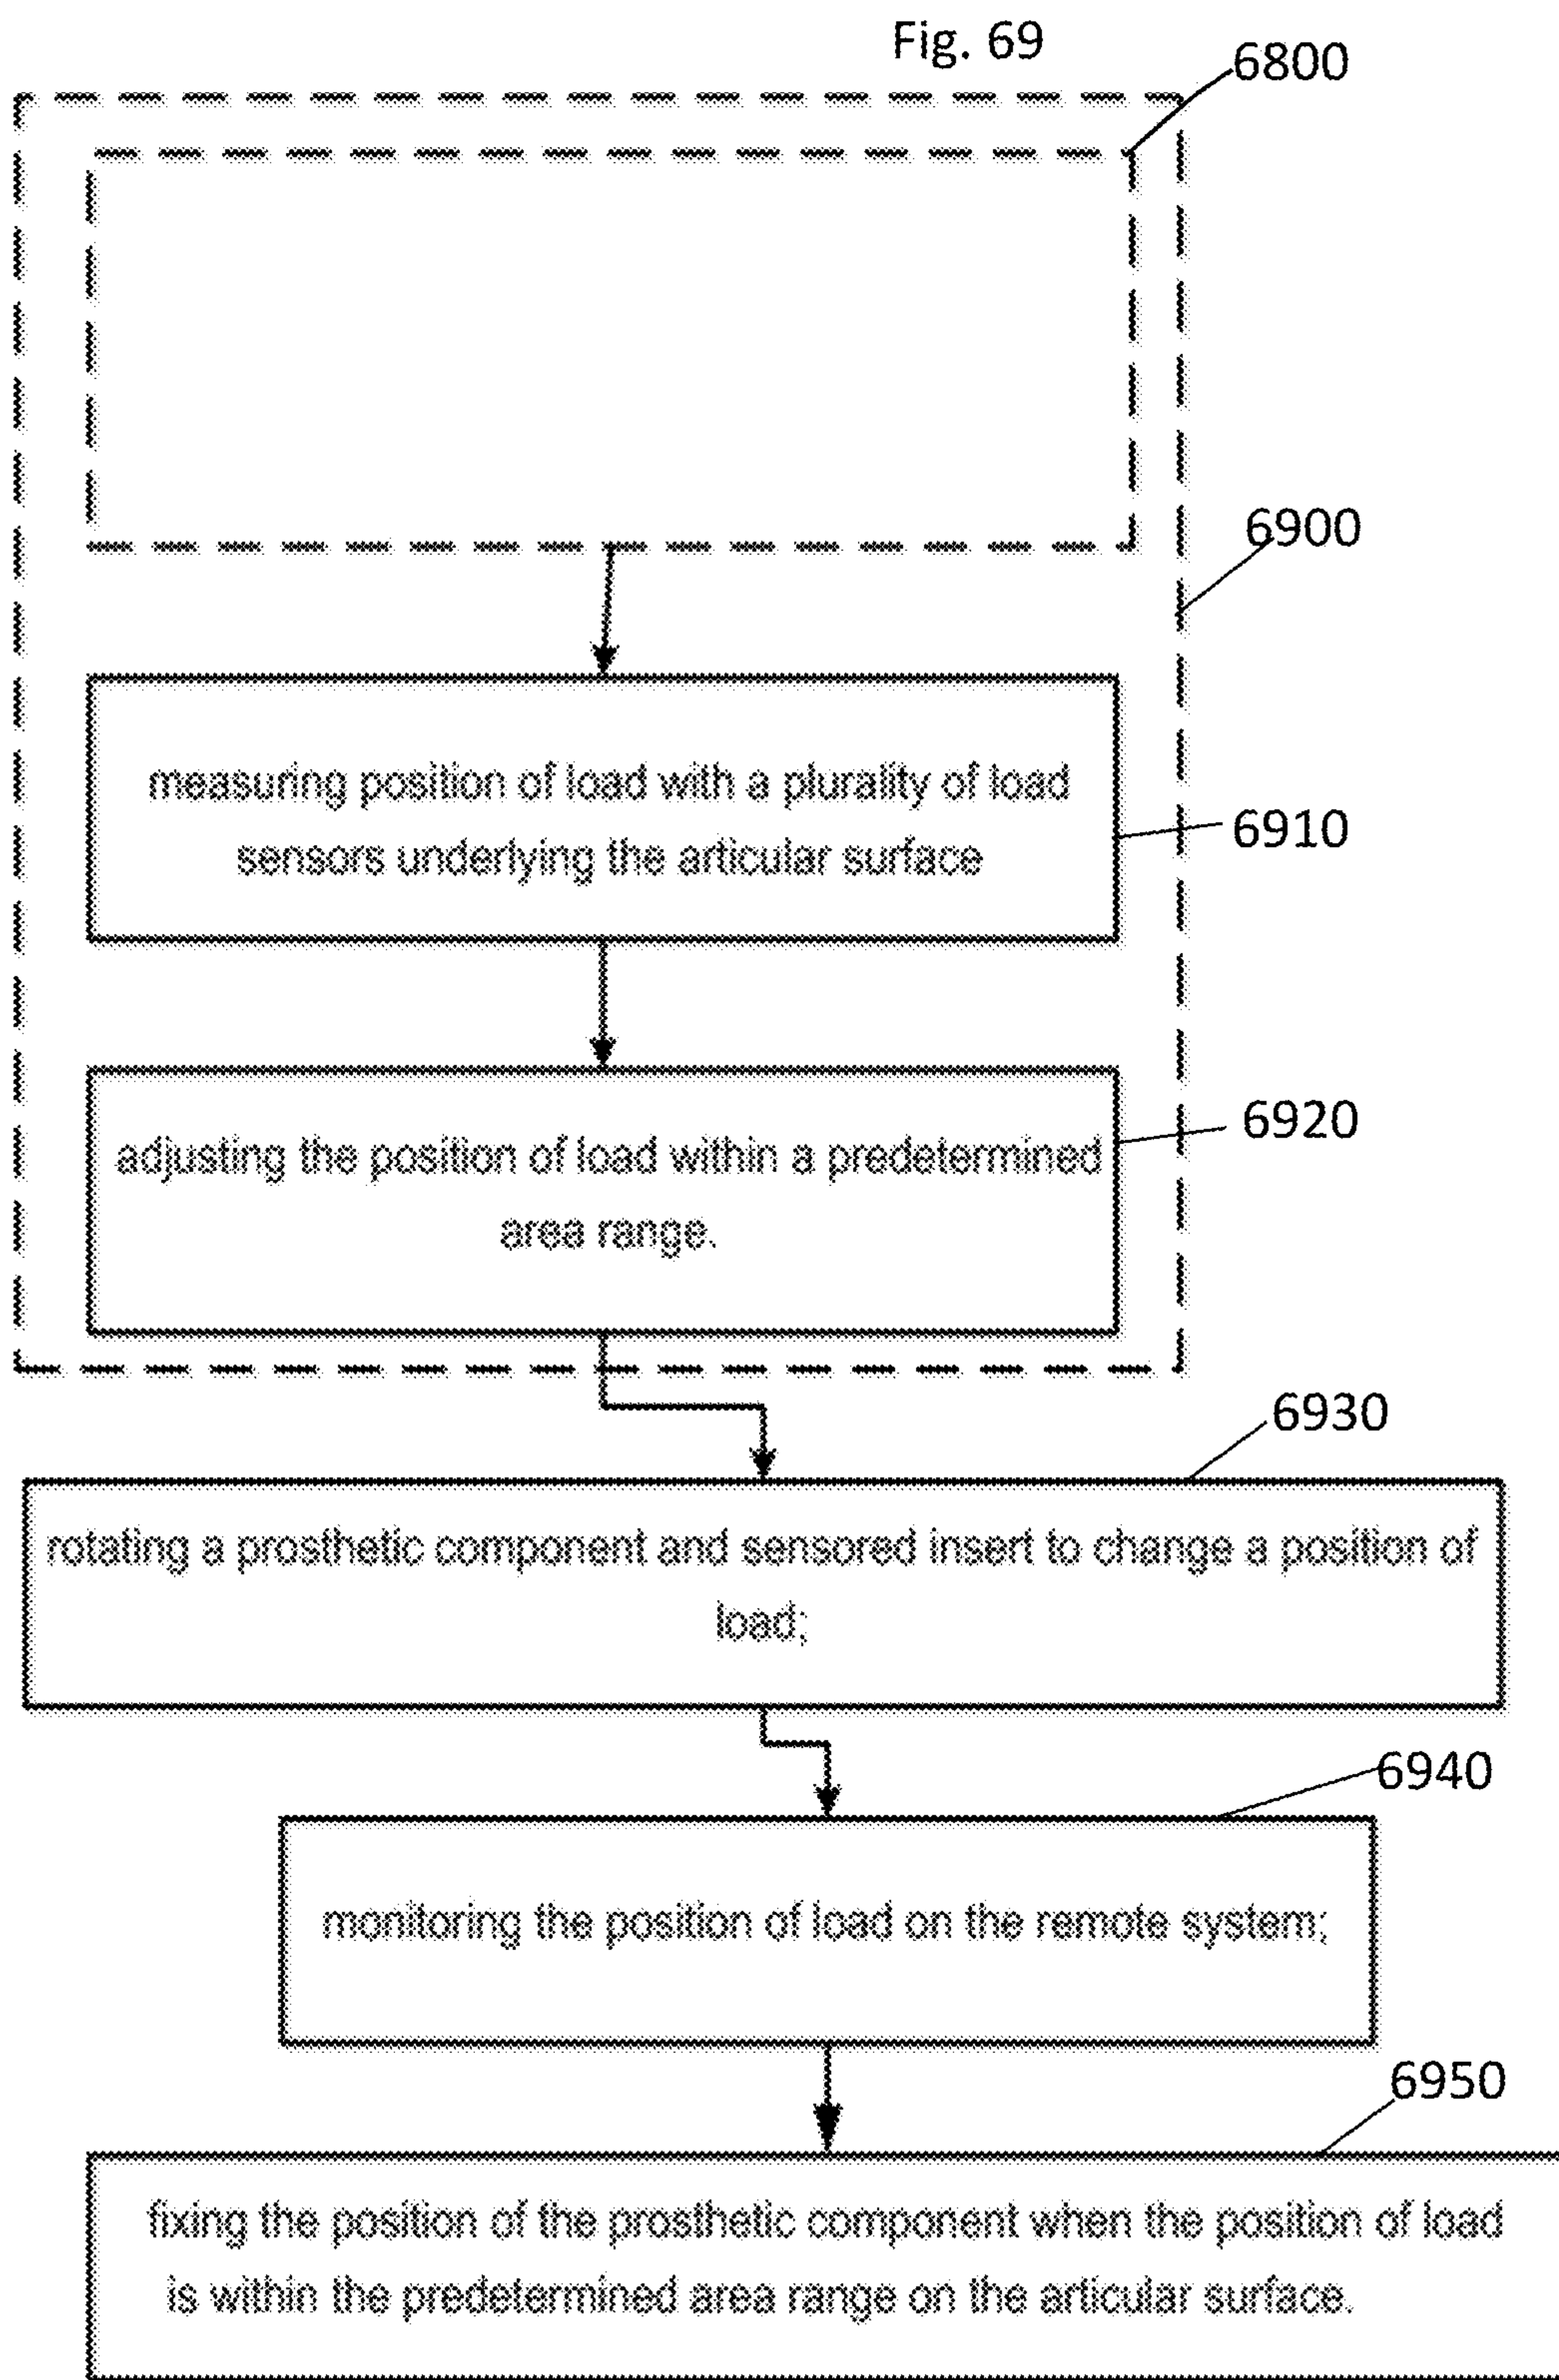 Fig. 69
6800
6900
measuring position of load with a plurality of load
sensors underlying the articular surface
6910
adjusting the position of load within a predetermined
area range.
6920
6930
rotating a prosthetic component and sensored insert to change a position of
load;
6940
monitoring the position of load on the remote system;
6950
fixing the position of the prosthetic component when the position of load
is within the predetermined area range on the articular surface.